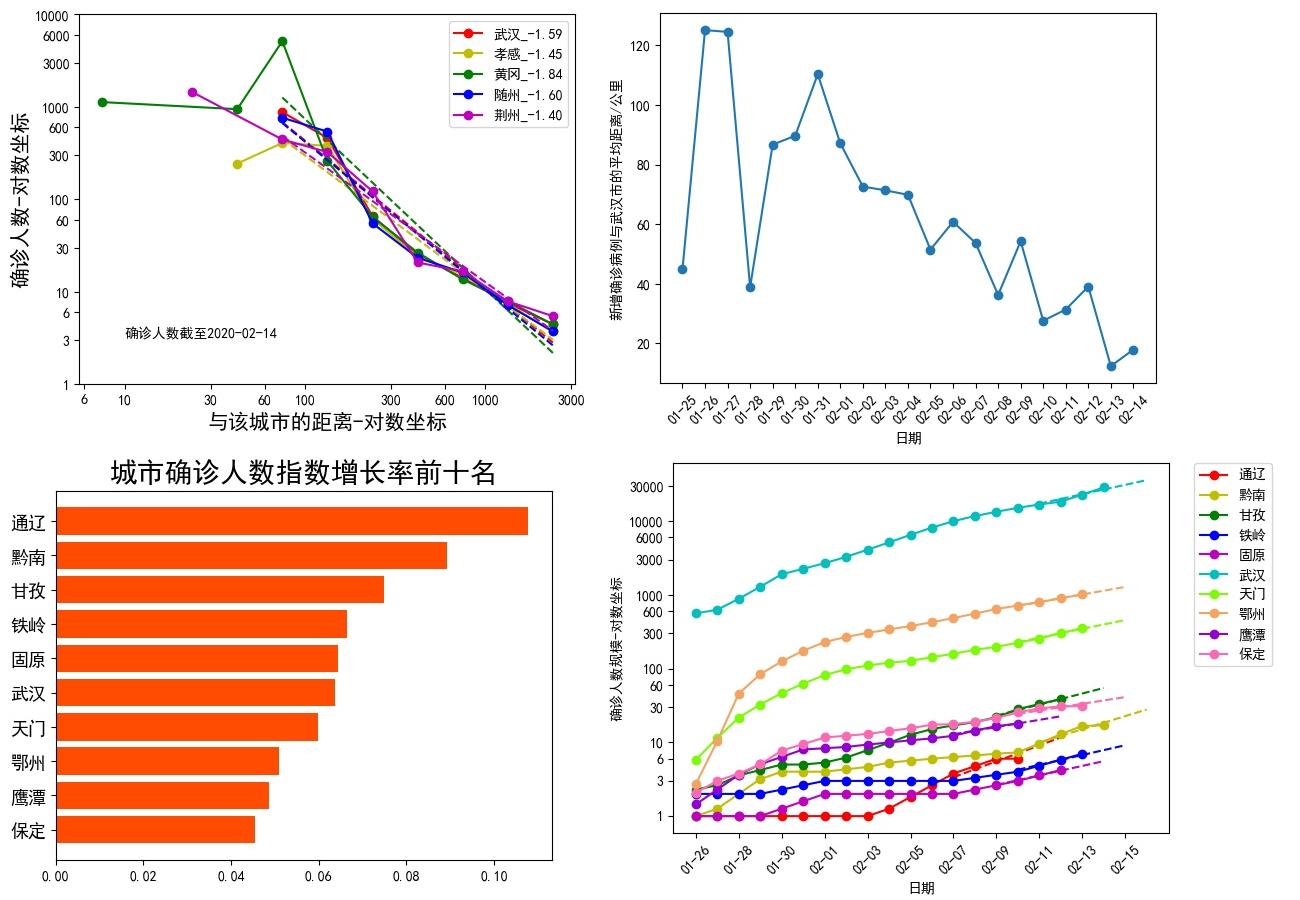 10000
6000
3000
1000
600
300
100
60
30
10
6
3
1
确诊人数-对数坐标
武汉_-1.59
孝感_-1.45
黄冈_-1.84
随州_-1.60
荆州_-1.40
确诊人数截至2020-02-14
6 10 30 60 100 300 600 1000 3000
与该城市的距离-对数坐标
新增确诊病例与武汉市的平均距离/公里
120
100
80
60
40
20
01-25 01-26 01-27 01-28 01-29 01-30 01-31 02-01 02-02 02-03 02-04 02-05 02-06 02-07 02-08 02-09 02-10 02-11 02-12 02-13 02-14
日期
城市确诊人数指数增长率前十名
通辽
黔南
甘孜
铁岭
固原
武汉
天门
鄂州
鹰潭
保定
0.00 0.02 0.04 0.06 0.08 0.10
确诊人数规模-对数坐标
30000
10000
6000
3000
1000
600
300
100
60
30
10
6
3
1
01-26 01-28 01-30 02-01 02-03 02-05 02-07 02-09 02-11 02-13 02-15
日期
通辽
黔南
甘孜
铁岭
固原
武汉
天门
鄂州
鹰潭
保定